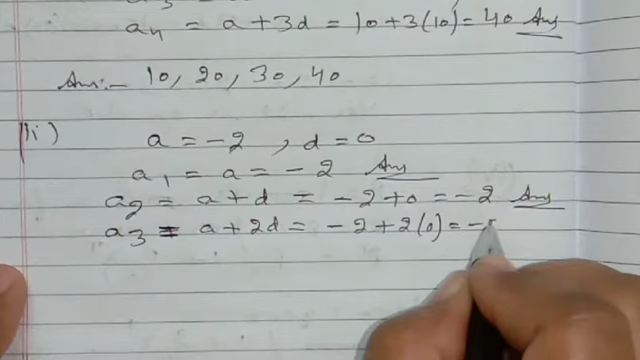 a₄ = a + 3d = 10 + 3(10) = 40 Ans
Ans:- 10, 20, 30, 40
ii) a = -2 , d = 0
a₁ = a = -2 Ans
a₂ = a + d = -2 + 0 = -2 Ans
a₃ = a + 2d = -2 + 2(0) = -